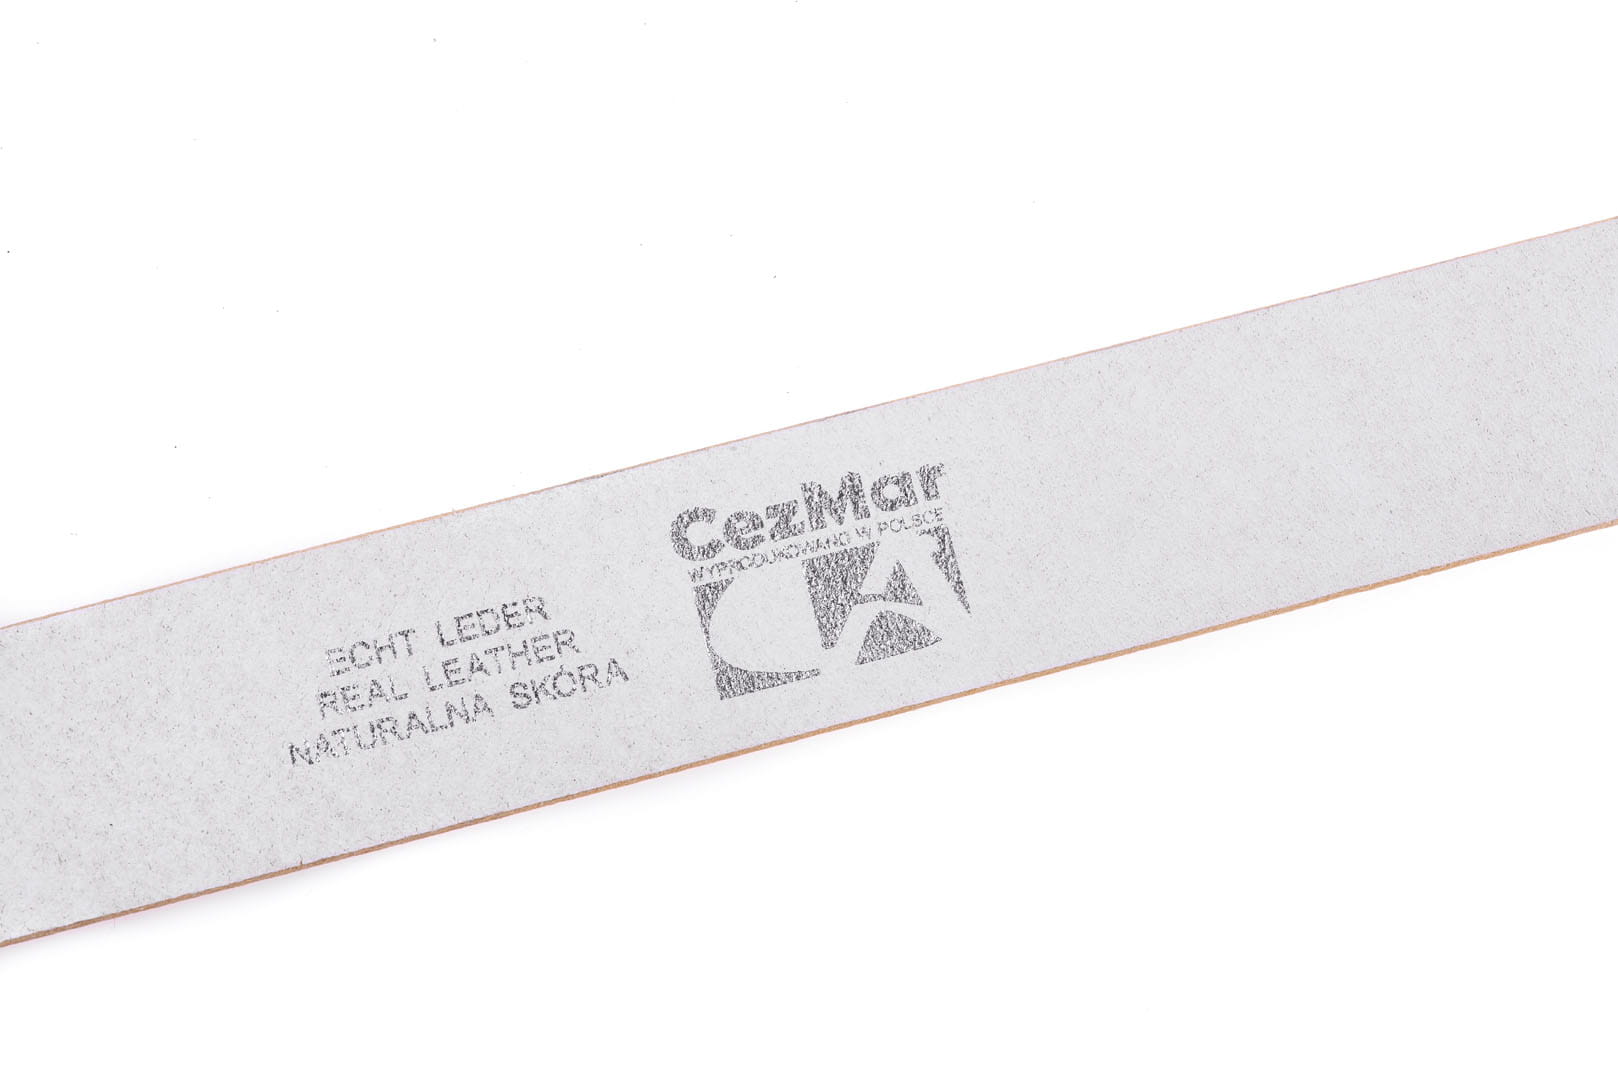 ECHT LEDER
REAL LEATHER
NATURALNA SKÓRA
CezMar
WYPRODUKOWANO W POLSCE